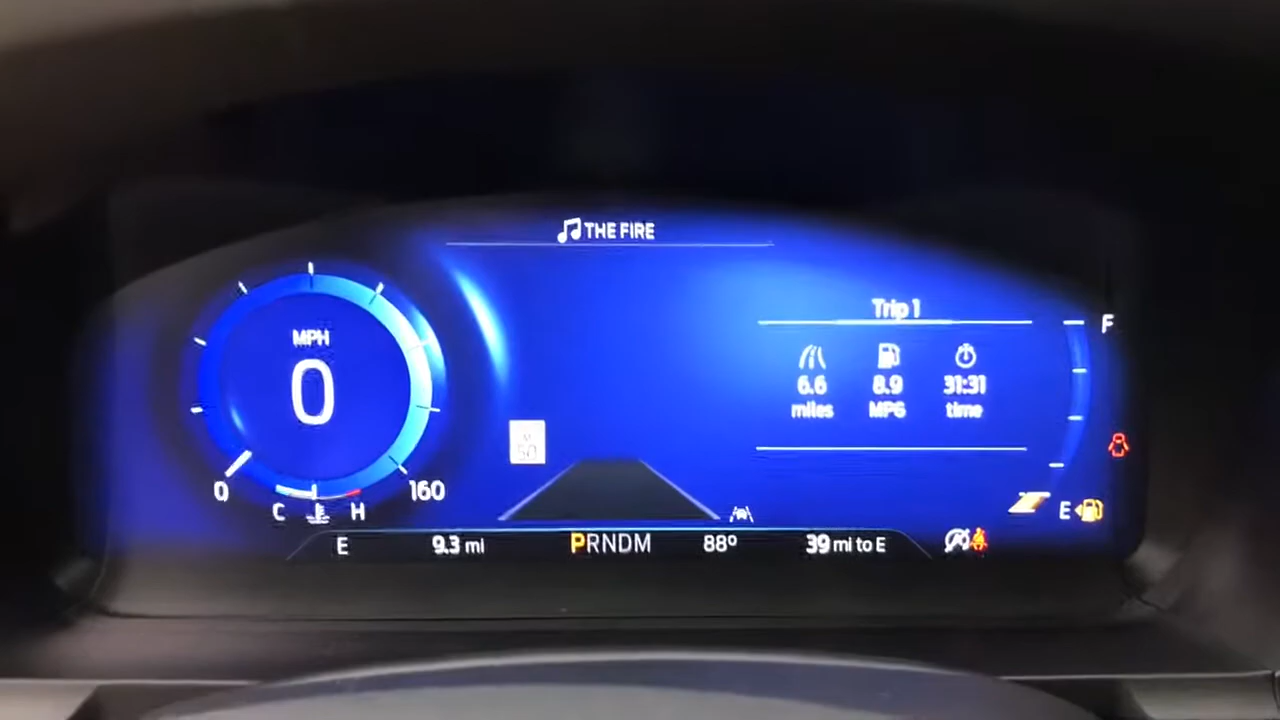 THE FIRE
MPH
0
0
160
C
H
50
Trip 1
6.6
miles
8.9
MPG
31:31
time
F
E
E
9.3 mi
PRNDM
88°
39 mi to E